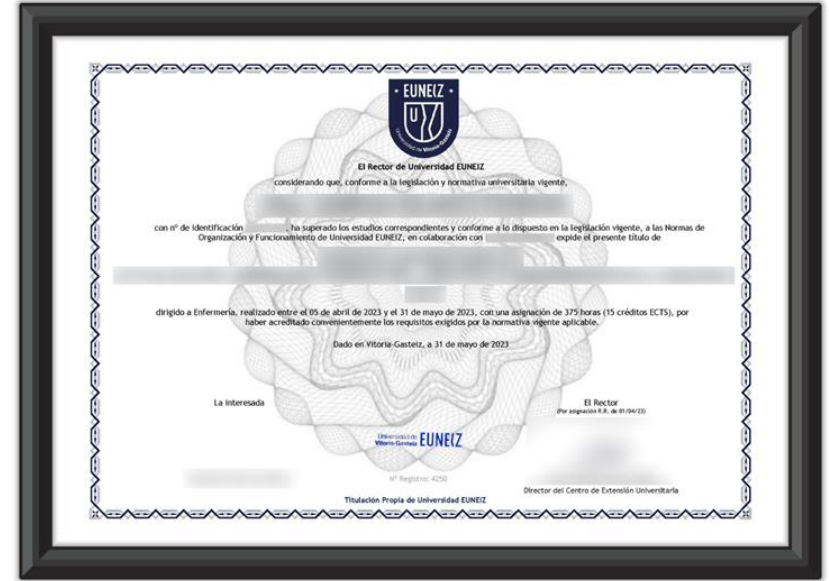 EUNEIZ
Universidad de Vitoria-Gasteiz
El Rector de Universidad EUNEIZ
considerando que, conforme a la legislación y normativa universitaria vigente,
con nº de identificación , ha superado los estudios correspondientes y conforme a lo dispuesto en la legislación vigente, a las Normas de
Organización y Funcionamiento de Universidad EUNEIZ, en colaboración con expide el presente título de
dirigido a Enfermería, realizado entre el 05 de abril de 2023 y el 31 de mayo de 2023, con una asignación de 375 horas (15 créditos ECTS), por
haber acreditado convenientemente los requisitos exigidos por la normativa vigente aplicable.
Dado en Vitoria-Gasteiz, a 31 de mayo de 2023
La interesada
El Rector
(Por asignación R.R. de 01/04/23)
Universidad de
Vitoria-Gasteiz EUNEIZ
Nº Registro: 4250
Director del Centro de Extensión Universitaria
Titulación Propia de Universidad EUNEIZ